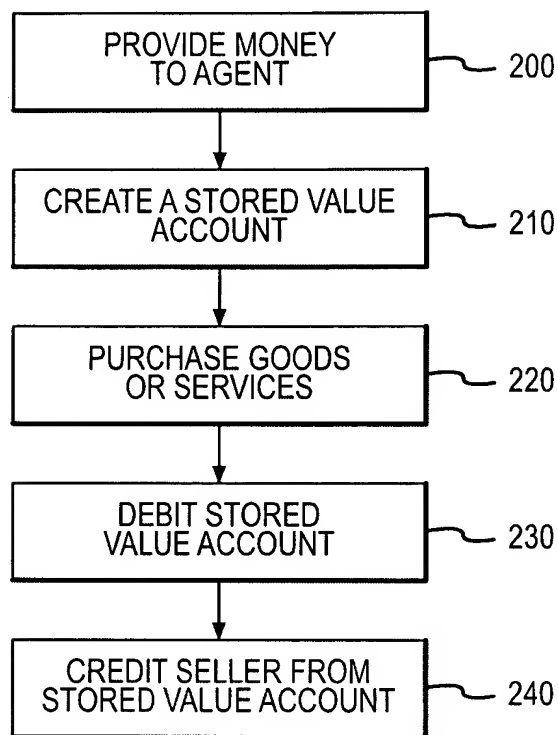 PROVIDE MONEY
TO AGENT
200
CREATE A STORED VALUE
ACCOUNT
210
PURCHASE GOODS
OR SERVICES
220
DEBIT STORED
VALUE ACCOUNT
230
CREDIT SELLER FROM
STORED VALUE ACCOUNT
240